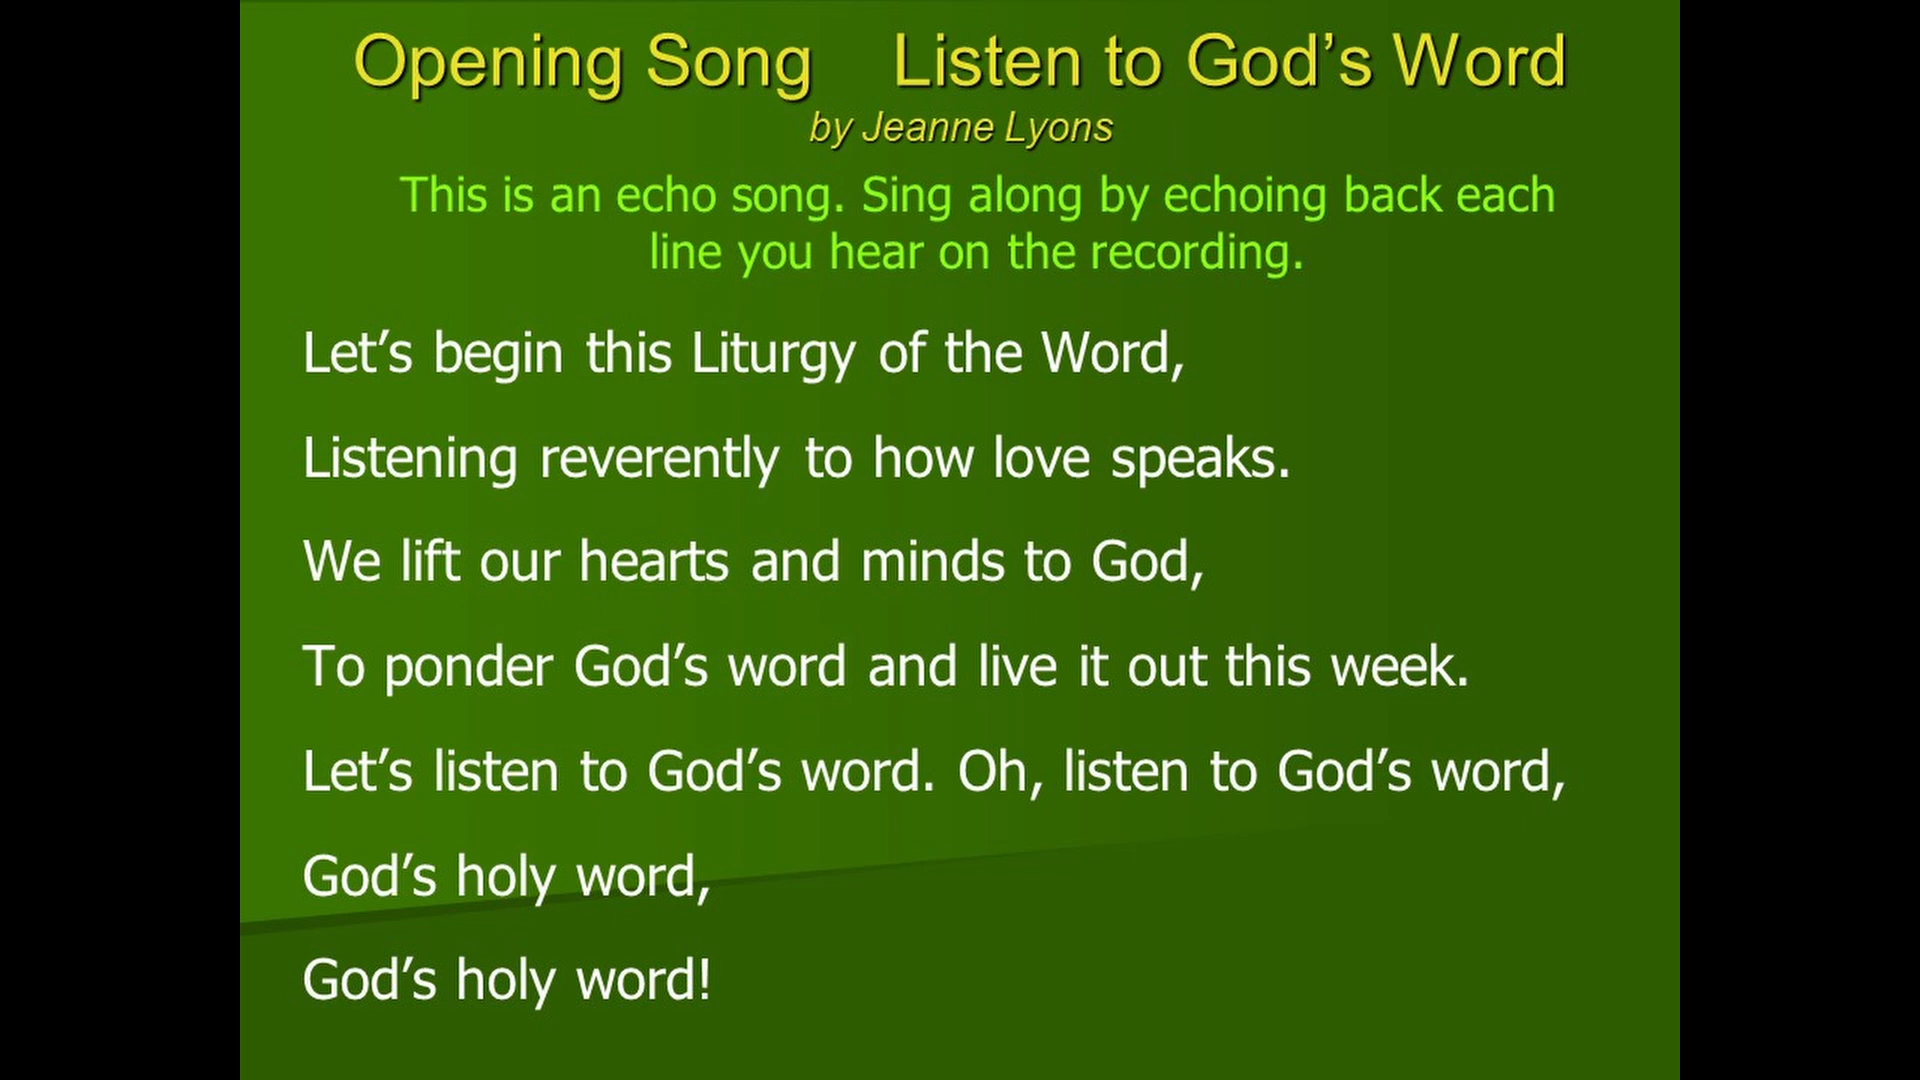 Opening Song Listen to God’s Word
by Jeanne Lyons
This is an echo song. Sing along by echoing back each
line you hear on the recording.
Let’s begin this Liturgy of the Word,
Listening reverently to how love speaks.
We lift our hearts and minds to God,
To ponder God’s word and live it out this week.
Let’s listen to God’s word. Oh, listen to God’s word,
God’s holy word,
God’s holy word!